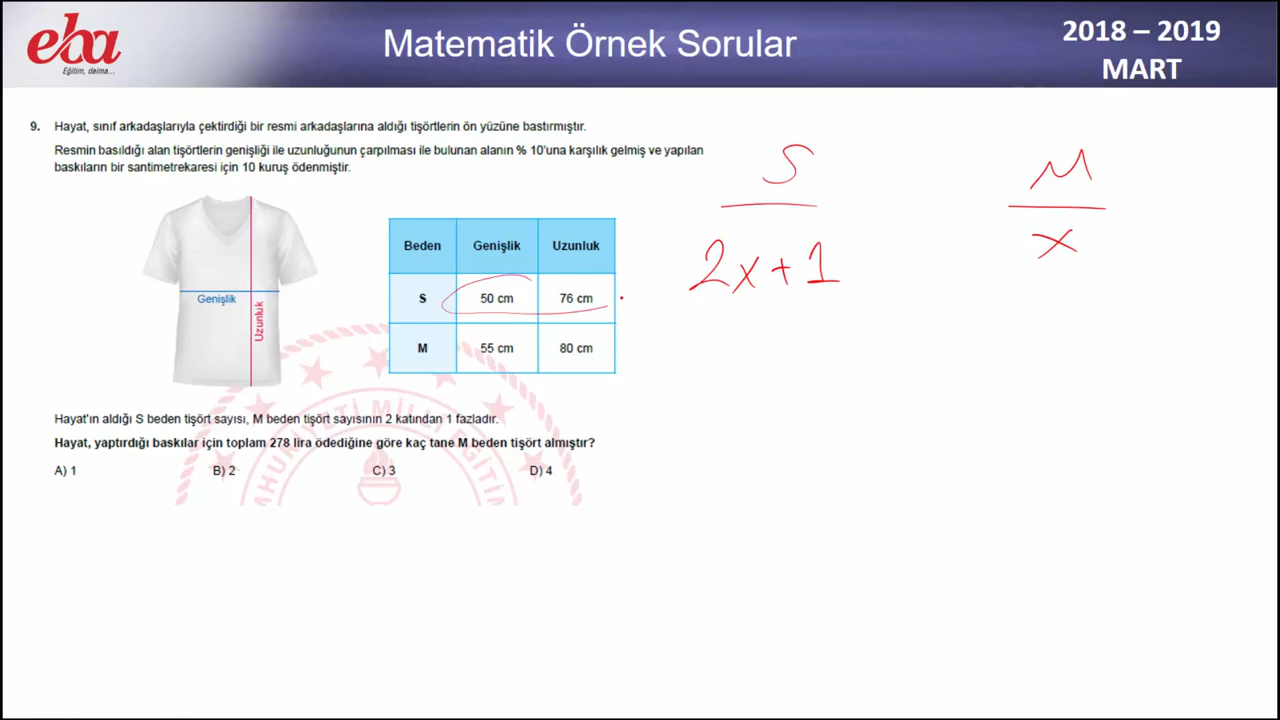 eba
Eğitim, daima...
Matematik Örnek Sorular
2018 – 2019
MART
9. Hayat, sınıf arkadaşlarıyla çektirdiği bir resmi arkadaşlarına aldığı tişörtlerin ön yüzüne bastırmıştır.
Resmin basıldığı alan tişörtlerin genişliği ile uzunluğunun çarpılması ile bulunan alanın % 10'una karşılık gelmiş ve yapılan
baskıların bir santimetrekaresi için 10 kuruş ödenmiştir.
Genişlik
Uzunluk
Beden Genişlik Uzunluk
S 50 cm 76 cm
M 55 cm 80 cm
S
2x+1
M
x
Hayat'ın aldığı S beden tişört sayısı, M beden tişört sayısının 2 katından 1 fazladır.
Hayat, yaptırdığı baskılar için toplam 278 lira ödediğine göre kaç tane M beden tişört almıştır?
A) 1 B) 2 C) 3 D) 4